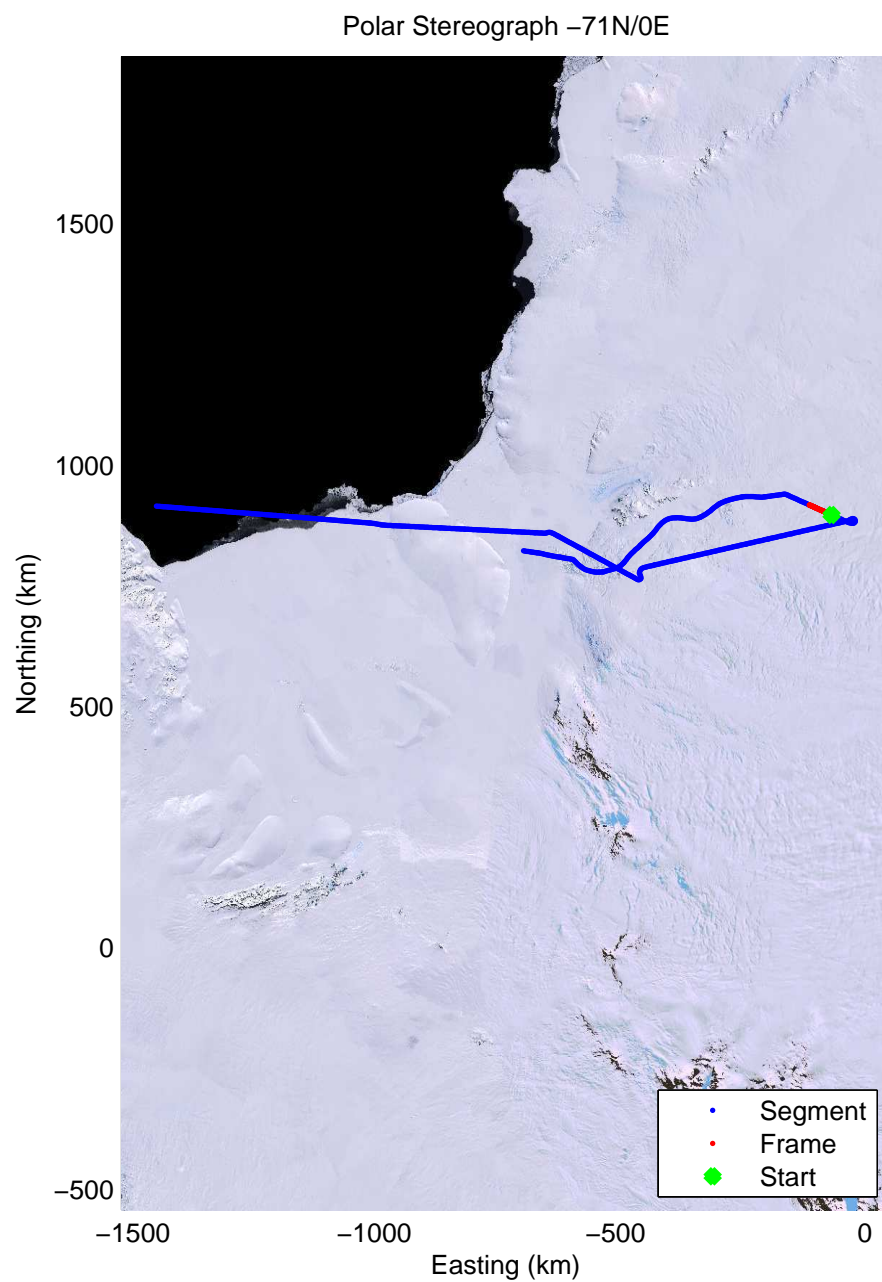 Polar Stereograph −71N/0E
1500
1000
500
0
−500
Northing (km)
−1500 −1000 −500 0
Easting (km)
Segment
Frame
Start